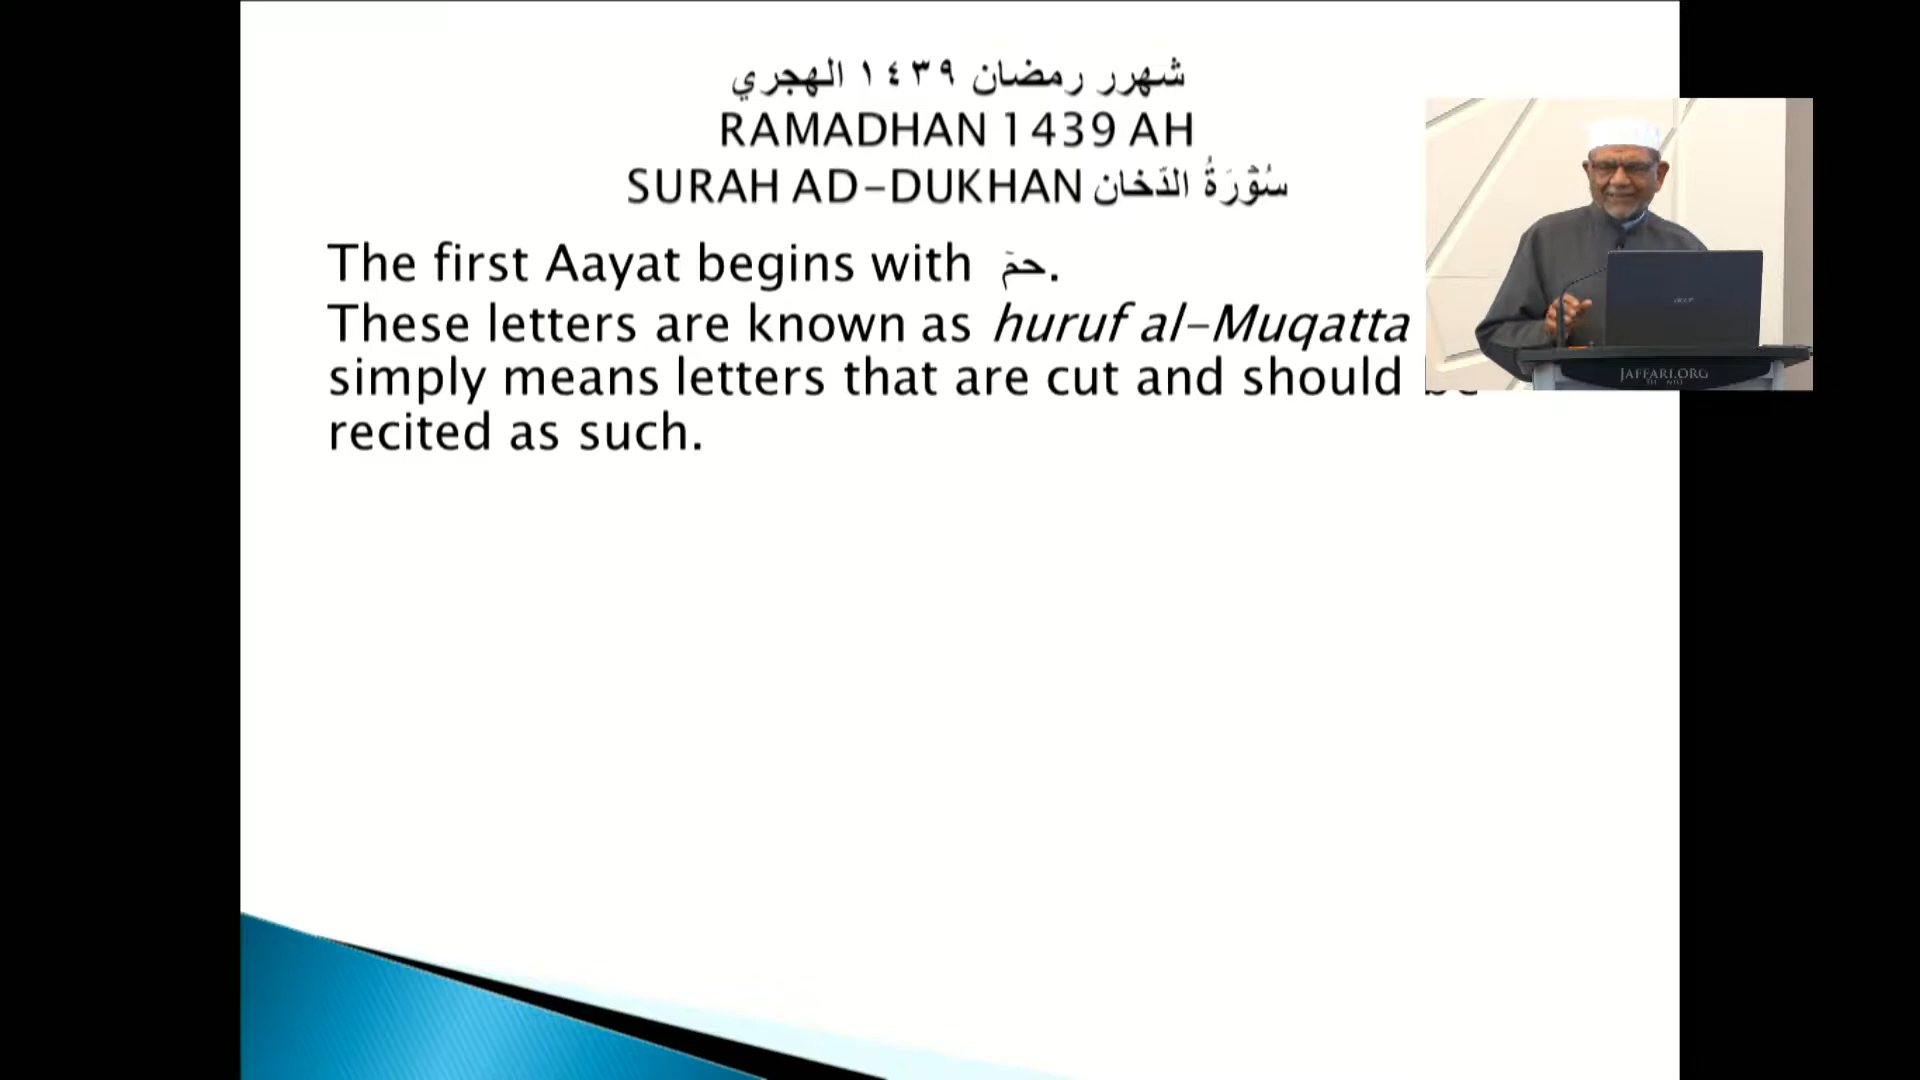 شهرر رمضان ١٤٣٩ الهجري
RAMADHAN 1439 AH
SURAH AD-DUKHAN سُوْرَةُ الدّخان
The first Aayat begins with حمٓ.
These letters are known as huruf al-Muqatta
simply means letters that are cut and should be
recited as such.
acer
JAFFARI.ORG